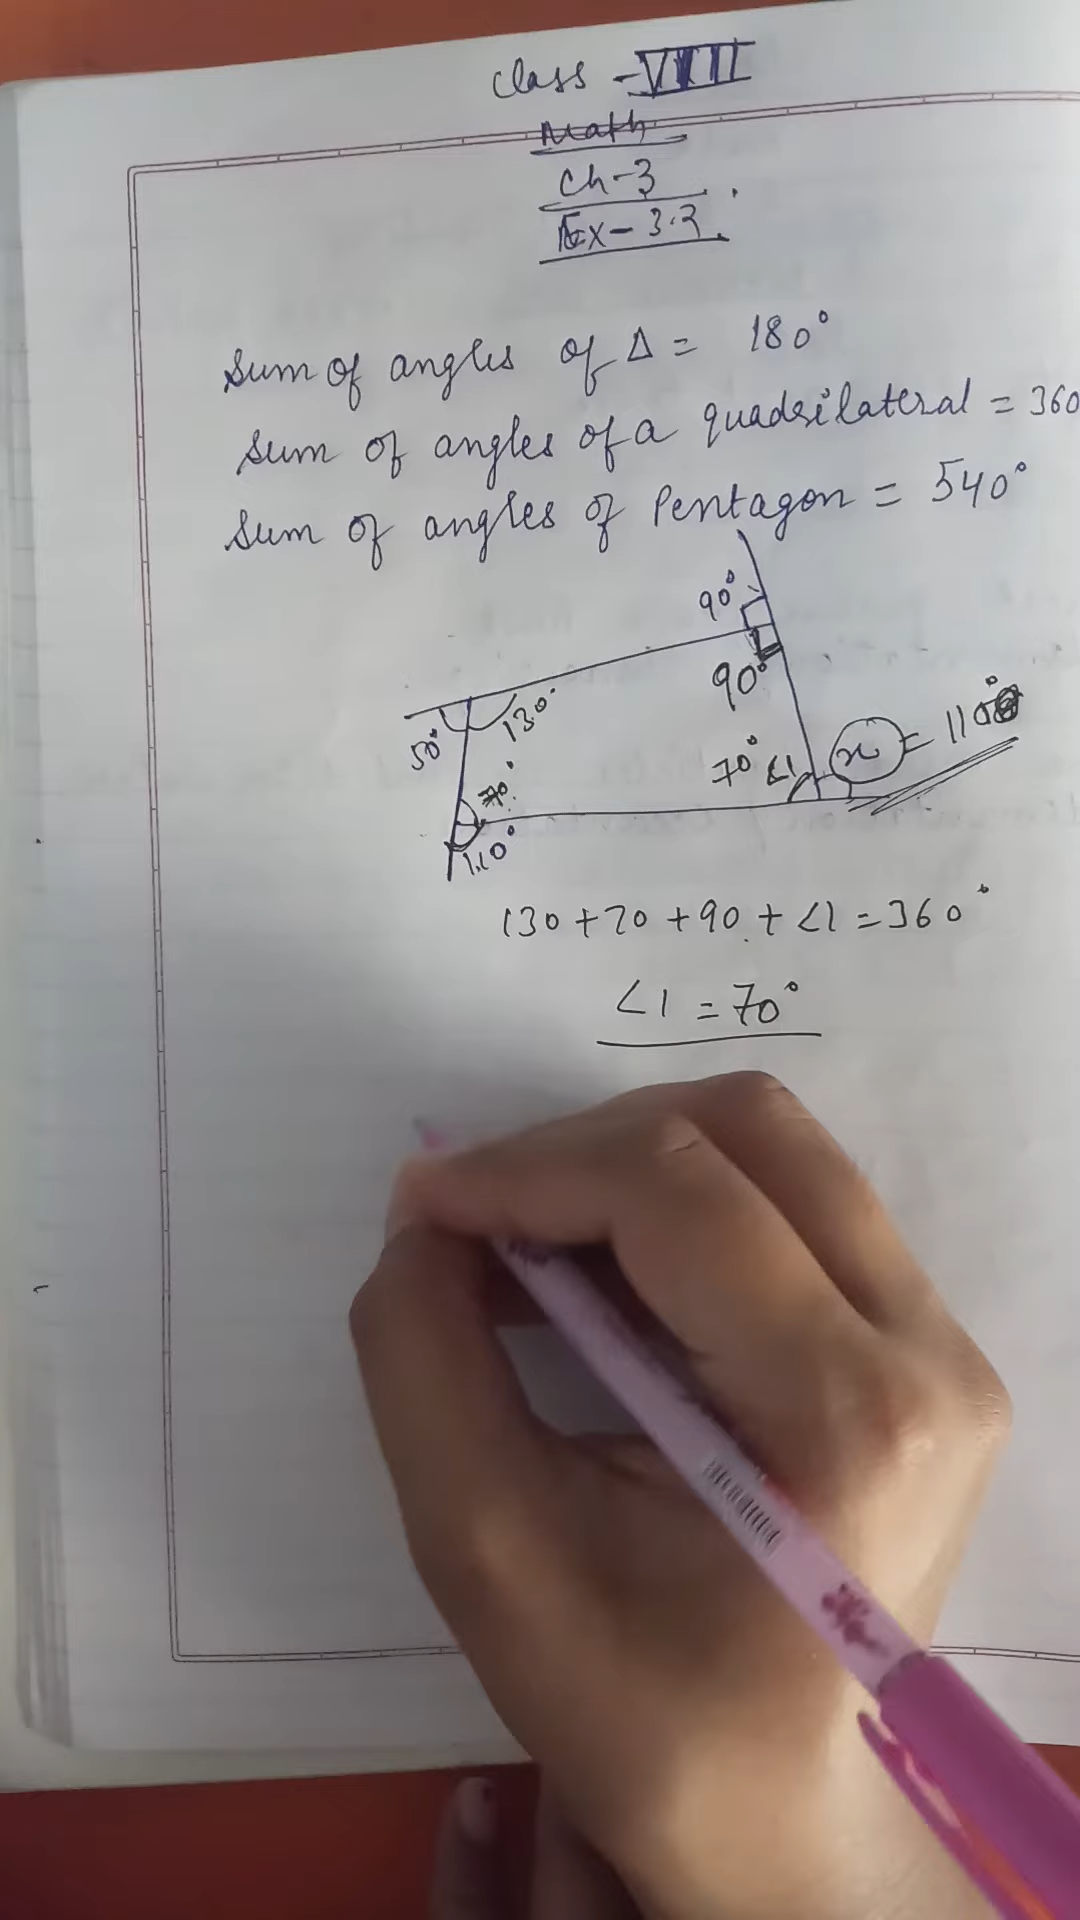 Class - VIII
Math
Ch-3
Ex - 3.2.
Sum of angles of Δ = 180°
Sum of angles of a quadrilateral = 360
Sum of angles of Pentagon = 540°
90°
90°
50° 130°
70° ∠1 x = 110°
70°
110°
130+70+90+∠1=360°
∠1 = 70°